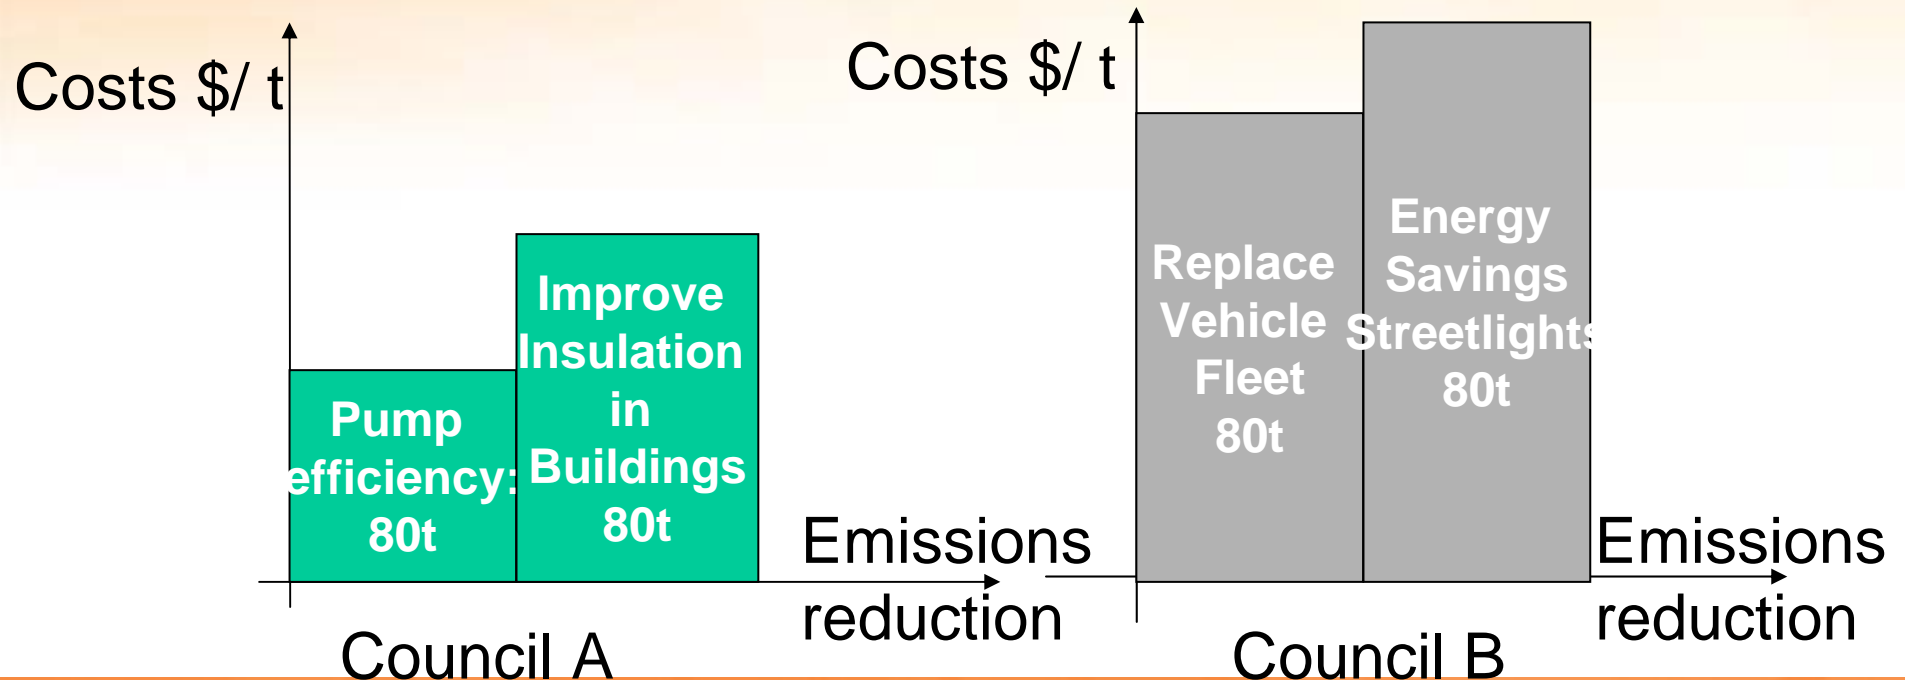 Costs $/ t
Pump
efficiency:
80t
Improve
Insulation
in
Buildings
80t
Emissions
reduction
Council A
Costs $/ t
Replace
Vehicle
Fleet
80t
Energy
Savings
Streetlights
80t
Emissions
reduction
Council B